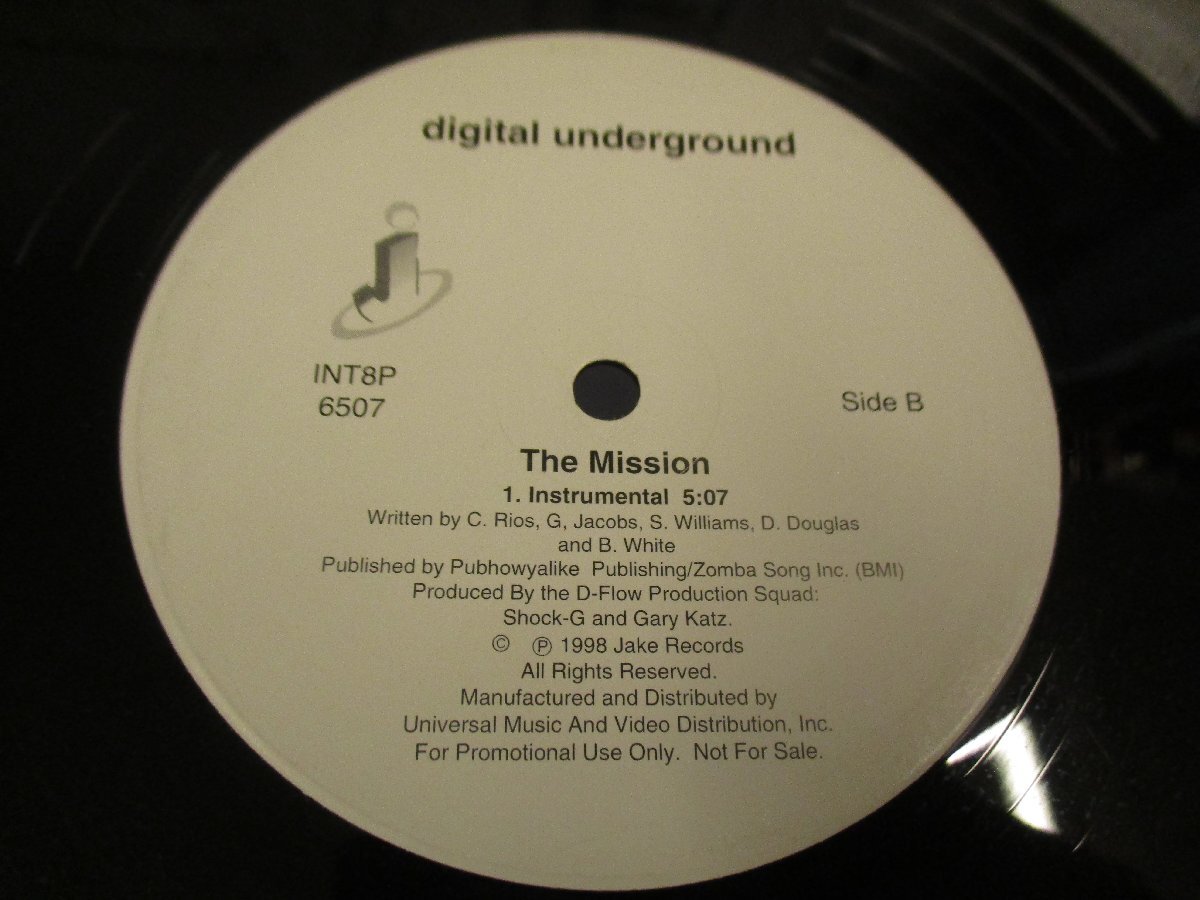 digital underground
INT8P
6507
Side B
The Mission
1. Instrumental 5:07
Written by C. Rios, G, Jacobs, S. Williams, D. Douglas
and B. White
Published by Pubhowyalike Publishing/Zomba Song Inc. (BMI)
Produced By the D-Flow Production Squad:
Shock-G and Gary Katz.
© ℗ 1998 Jake Records
All Rights Reserved.
Manufactured and Distributed by
Universal Music And Video Distribution, Inc.
For Promotional Use Only. Not For Sale.